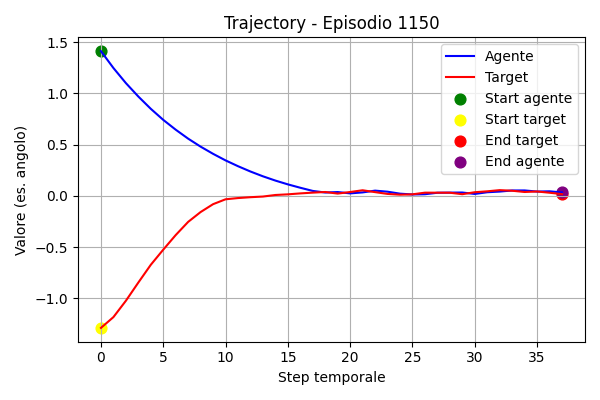 Trajectory - Episodio 1150
Valore (es. angolo)
1.5
1.0
0.5
0.0
−0.5
−1.0
Agente
Target
Start agente
Start target
End target
End agente
0 5 10 15 20 25 30 35
Step temporale